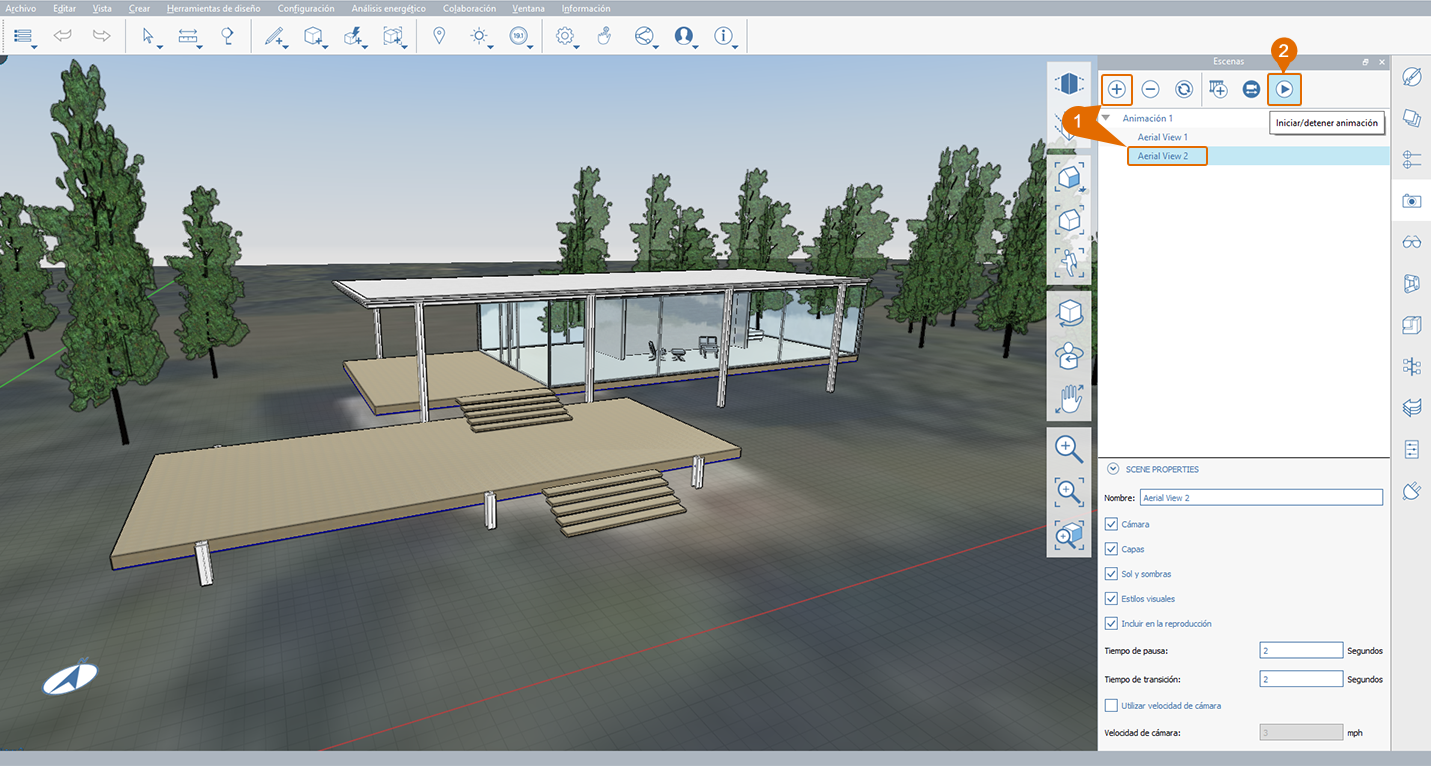 Archivo Editar Vista Crear Herramientas de diseño Configuración Análisis energético Colaboración Ventana Información
19.1
2
Escenas
1
Animación 1
Iniciar/detener animación
Aerial View 1
Aerial View 2
SCENE PROPERTIES
Nombre: Aerial View 2
Cámara
Capas
Sol y sombras
Estilos visuales
Incluir en la reproducción
Tiempo de pausa: 2 Segundos
Tiempo de transición: 2 Segundos
Utilizar velocidad de cámara
Velocidad de cámara: 3 mph